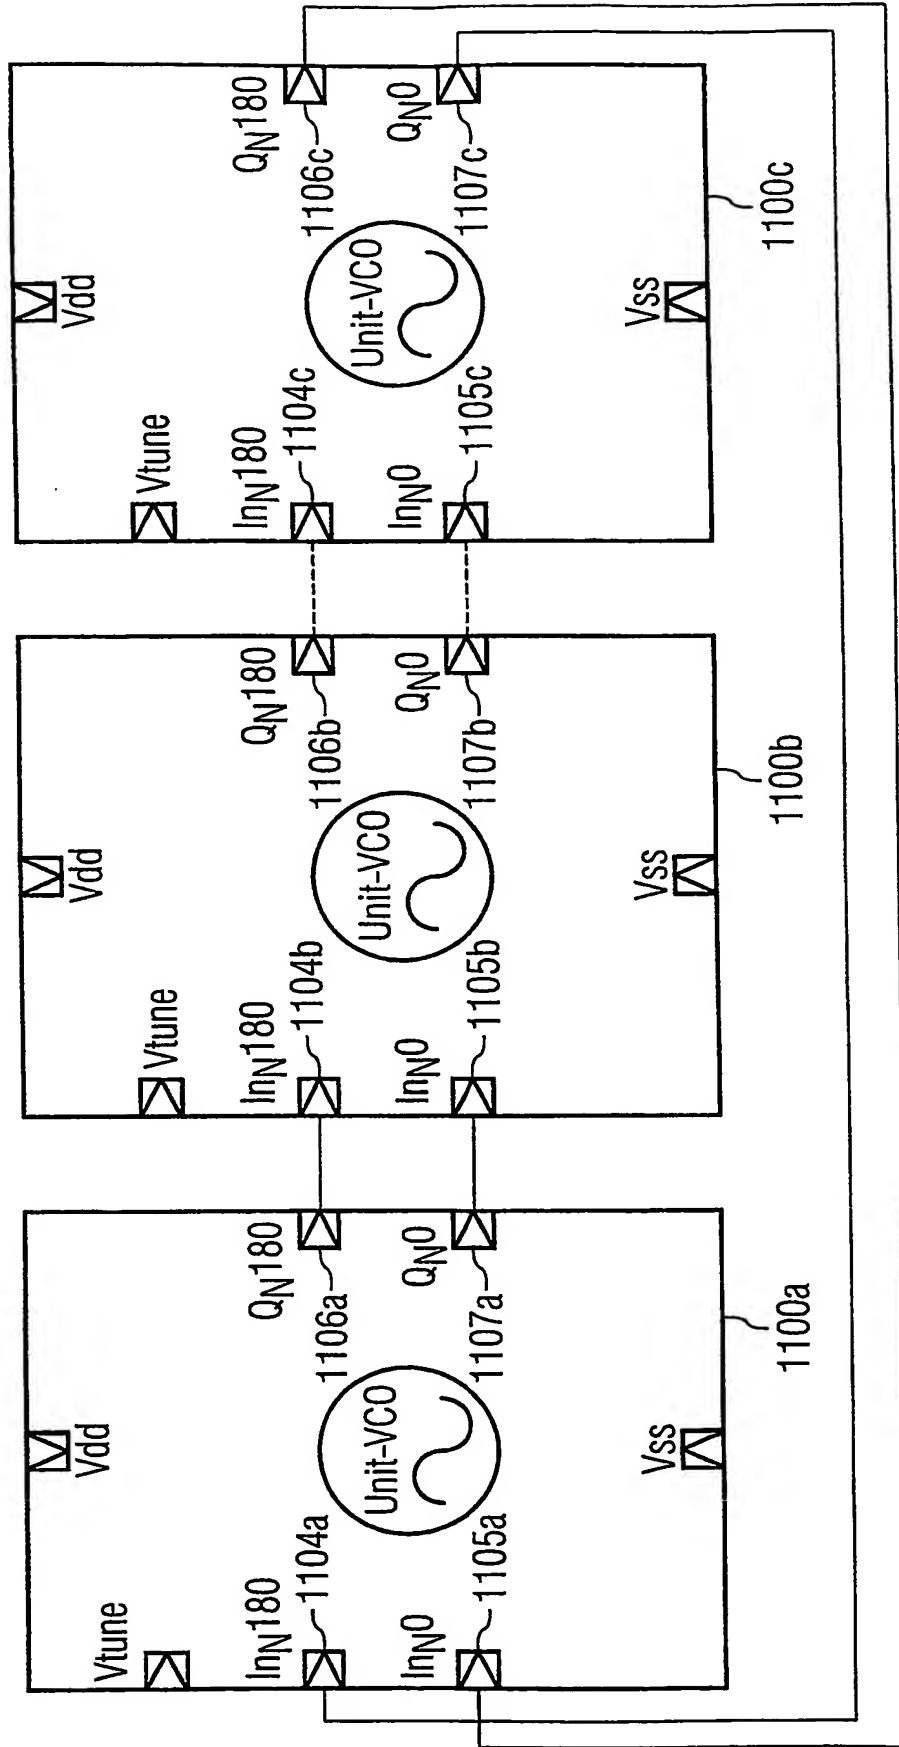 Vtune
Vdd
In_N180
1104a
Q_N180
1106a
Unit-VCO
In_N0
1105a
Q_N0
1107a
Vss
1100a
Vtune
Vdd
In_N180
1104b
Q_N180
1106b
Unit-VCO
In_N0
1105b
Q_N0
1107b
Vss
1100b
Vtune
Vdd
In_N180
1104c
Q_N180
1106c
Unit-VCO
In_N0
1105c
Q_N0
1107c
Vss
1100c